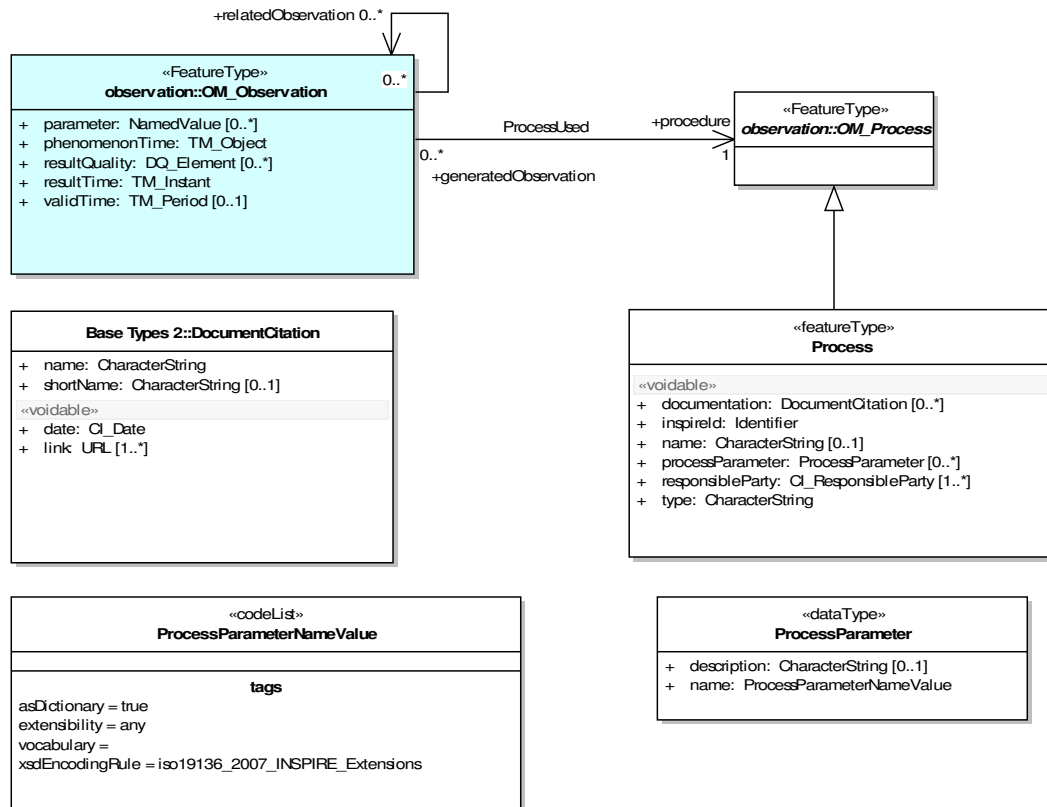 +relatedObservation 0..*
0..*
«FeatureType»
observation::OM_Observation
+ parameter: NamedValue [0..*]
+ phenomenonTime: TM_Object
+ resultQuality: DQ_Element [0..*]
+ resultTime: TM_Instant
+ validTime: TM_Period [0..1]
ProcessUsed
+procedure
0..*
1
+generatedObservation
«FeatureType»
observation::OM_Process
Base Types 2::DocumentCitation
+ name: CharacterString
+ shortName: CharacterString [0..1]
«voidable»
+ date: CI_Date
+ link: URL [1..*]
«featureType»
Process
«voidable»
+ documentation: DocumentCitation [0..*]
+ inspireId: Identifier
+ name: CharacterString [0..1]
+ processParameter: ProcessParameter [0..*]
+ responsibleParty: CI_ResponsibleParty [1..*]
+ type: CharacterString
«codeList»
ProcessParameterNameValue
tags
asDictionary = true
extensibility = any
vocabulary =
xsdEncodingRule = iso19136_2007_INSPIRE_Extensions
«dataType»
ProcessParameter
+ description: CharacterString [0..1]
+ name: ProcessParameterNameValue